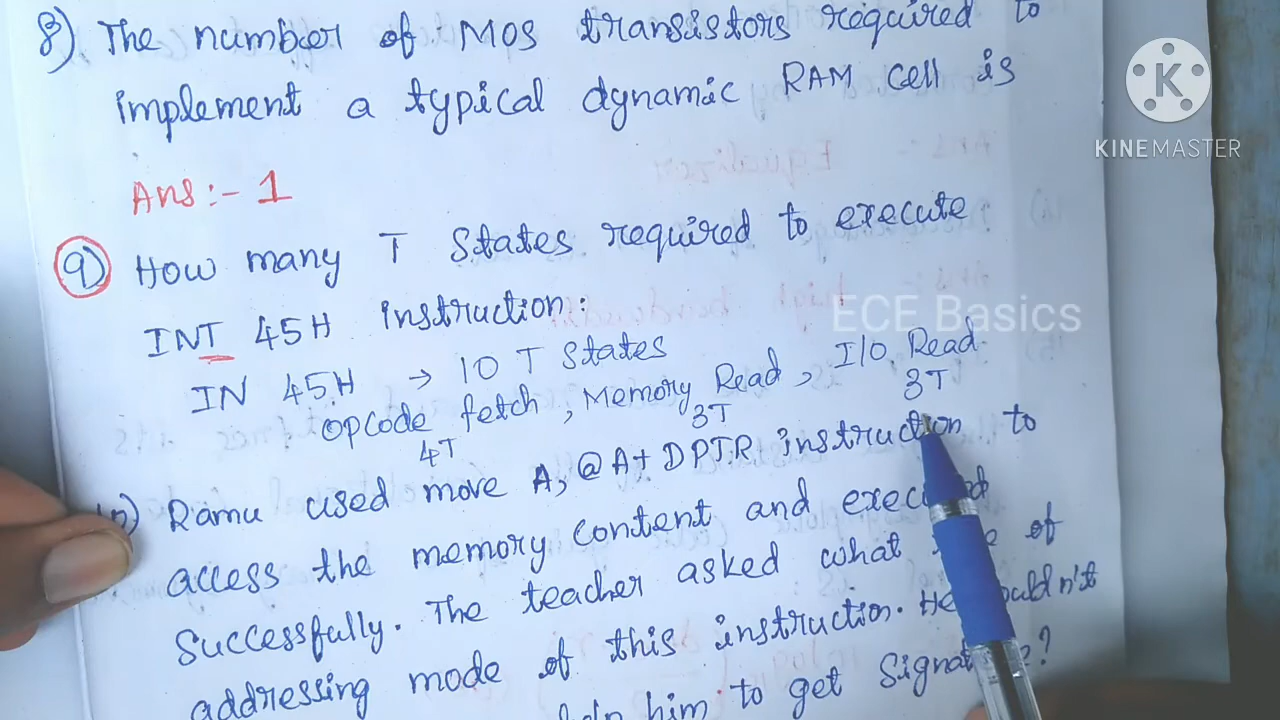 8) The number of MOS transistors required to
implement a typical dynamic RAM cell is
Ans:- 1
9) How many T states required to execute
INT 45H instruction:
IN 45H → 10 T states
opcode fetch, Memory Read, I/O Read
4T 3T 3T
10) Ramu used move A, @A+DPTR instruction to
access the memory content and executed
successfully. The teacher asked what of
addressing mode of this instruction. He couldn't
help him to get Signature?
K
KINEMASTER
ECE Basics